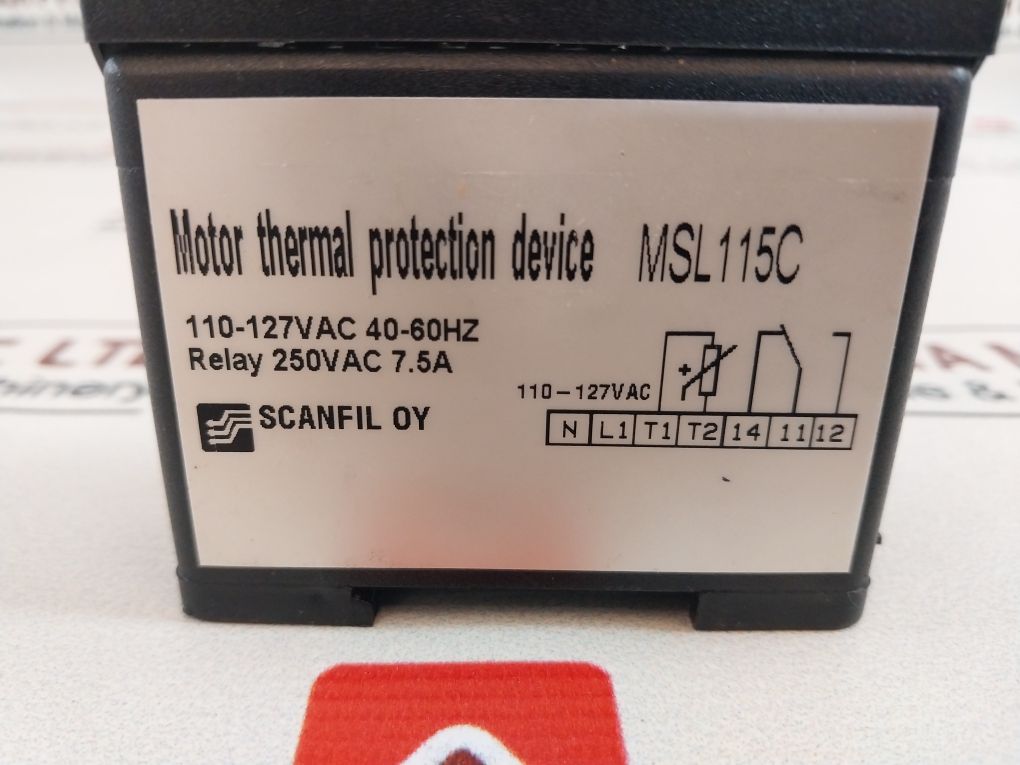 Motor thermal protection device MSL115C
110-127VAC 40-60HZ
Relay 250VAC 7.5A
SCANFIL OY
110-127VAC
+
N L1 T1 T2 14 11 12